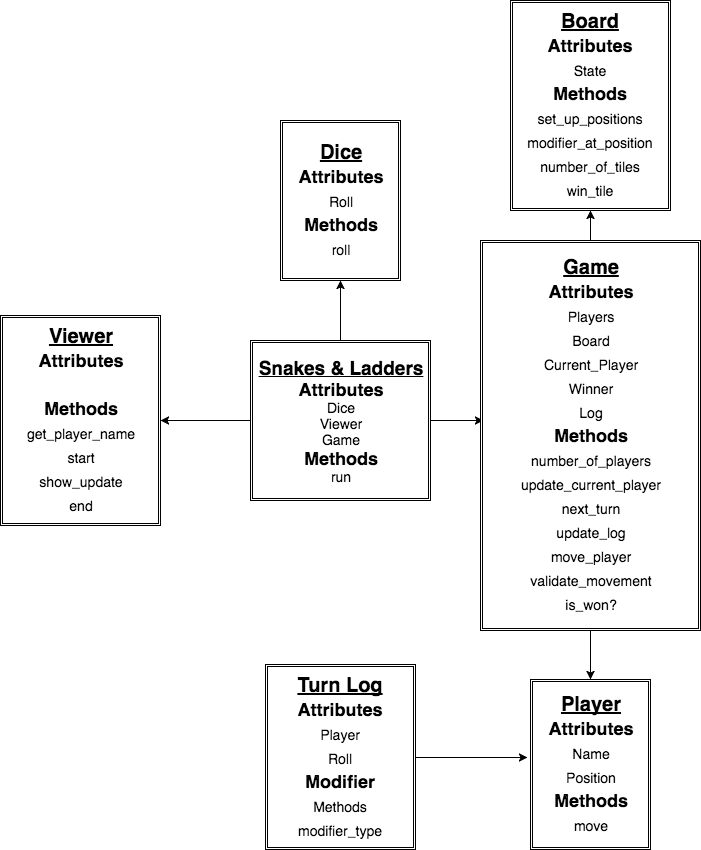 Board
Attributes
State
Methods
set_up_positions
modifier_at_position
number_of_tiles
win_tile
Dice
Attributes
Roll
Methods
roll
Game
Attributes
Players
Board
Current_Player
Winner
Log
Methods
number_of_players
update_current_player
next_turn
update_log
move_player
validate_movement
is_won?
Viewer
Attributes
Methods
get_player_name
start
show_update
end
Snakes & Ladders
Attributes
Dice
Viewer
Game
Methods
run
Turn Log
Attributes
Player
Roll
Modifier
Methods
modifier_type
Player
Attributes
Name
Position
Methods
move